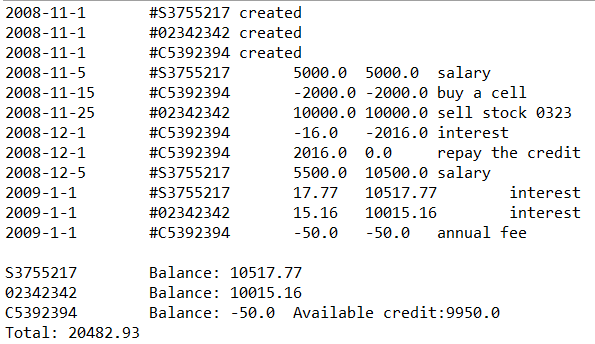 2008-11-1 #S3755217 created
2008-11-1 #02342342 created
2008-11-1 #C5392394 created
2008-11-5 #S3755217 5000.0 5000.0 salary
2008-11-15 #C5392394 -2000.0 -2000.0 buy a cell
2008-11-25 #02342342 10000.0 10000.0 sell stock 0323
2008-12-1 #C5392394 -16.0 -2016.0 interest
2008-12-1 #C5392394 2016.0 0.0 repay the credit
2008-12-5 #S3755217 5500.0 10500.0 salary
2009-1-1 #S3755217 17.77 10517.77 interest
2009-1-1 #02342342 15.16 10015.16 interest
2009-1-1 #C5392394 -50.0 -50.0 annual fee
S3755217 Balance: 10517.77
02342342 Balance: 10015.16
C5392394 Balance: -50.0 Available credit:9950.0
Total: 20482.93